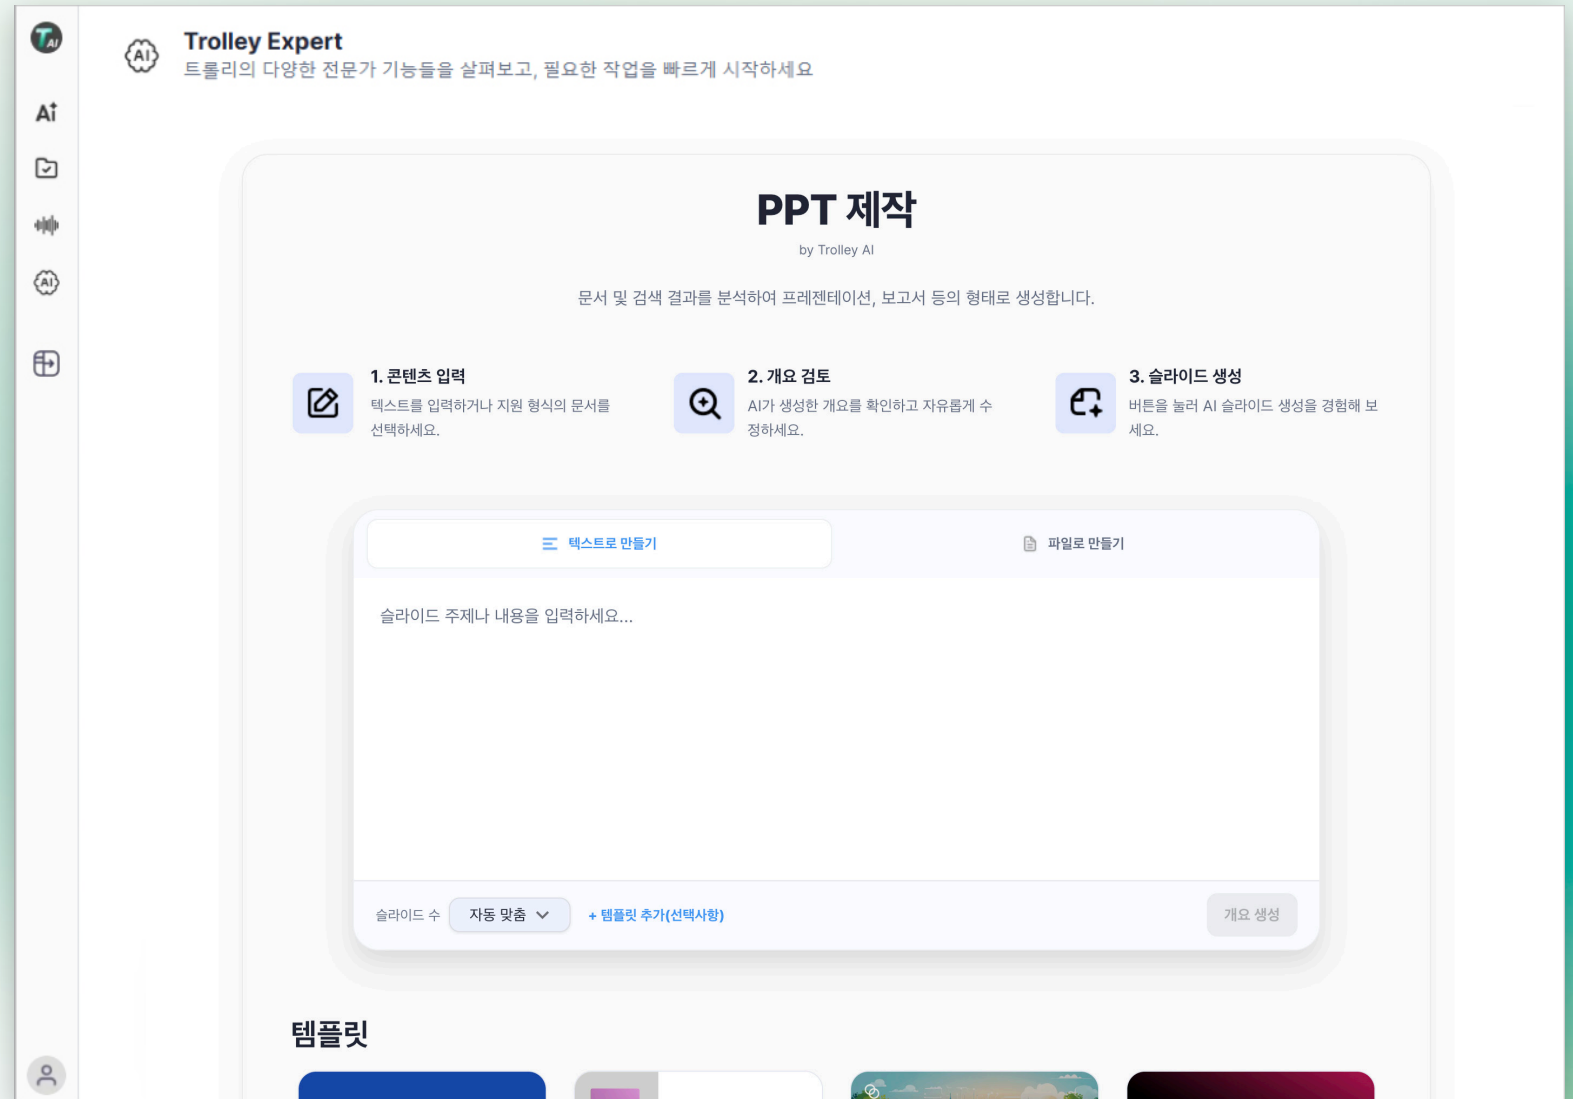 TAI
Trolley Expert
트롤리의 다양한 전문가 기능들을 살펴보고, 필요한 작업을 빠르게 시작하세요
AI
Ai
AI
PPT 제작
by Trolley AI
문서 및 검색 결과를 분석하여 프레젠테이션, 보고서 등의 형태로 생성합니다.
1. 콘텐츠 입력
텍스트를 입력하거나 지원 형식의 문서를
선택하세요.
2. 개요 검토
AI가 생성한 개요를 확인하고 자유롭게 수
정하세요.
3. 슬라이드 생성
버튼을 눌러 AI 슬라이드 생성을 경험해 보
세요.
텍스트로 만들기
파일로 만들기
슬라이드 주제나 내용을 입력하세요...
슬라이드 수
자동 맞춤
+ 템플릿 추가(선택사항)
개요 생성
템플릿